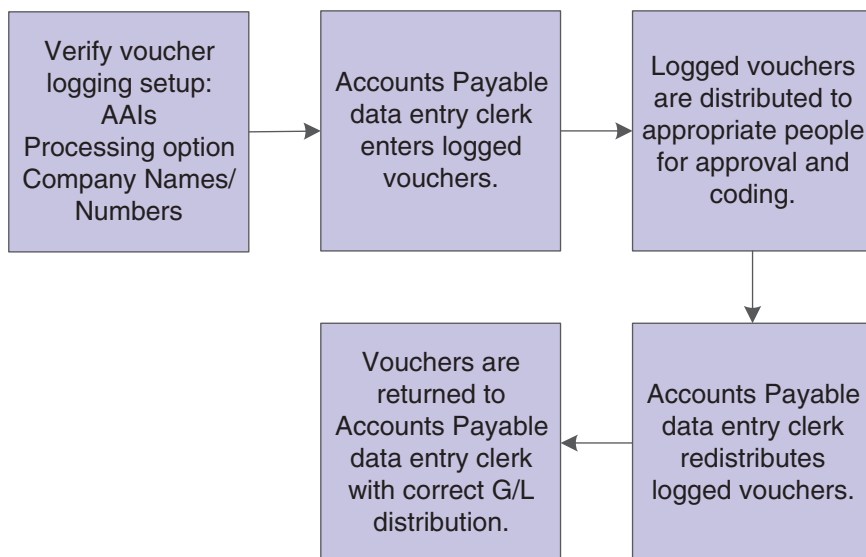 Verify voucher
logging setup:
AAIs
Processing option
Company Names/
Numbers
Accounts Payable
data entry clerk
enters logged
vouchers.
Logged vouchers
are distributed to
appropriate people
for approval and
coding.
Accounts Payable
data entry clerk
redistributes
logged vouchers.
Vouchers are
returned to
Accounts Payable
data entry clerk
with correct G/L
distribution.